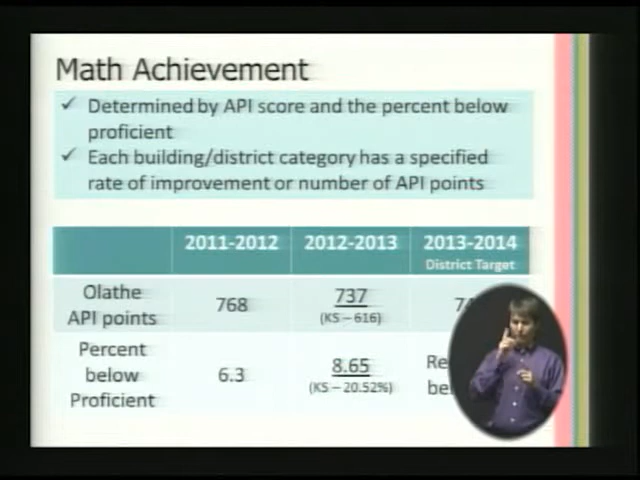 Math Achievement
✓ Determined by API score and the percent below
proficient
✓ Each building/district category has a specified
rate of improvement or number of API points
2011-2012 2012-2013 2013-2014
District Target
Olathe
API points
768
737
(KS – 616)
Percent
below
Proficient
6.3
8.65
(KS – 20.52%)